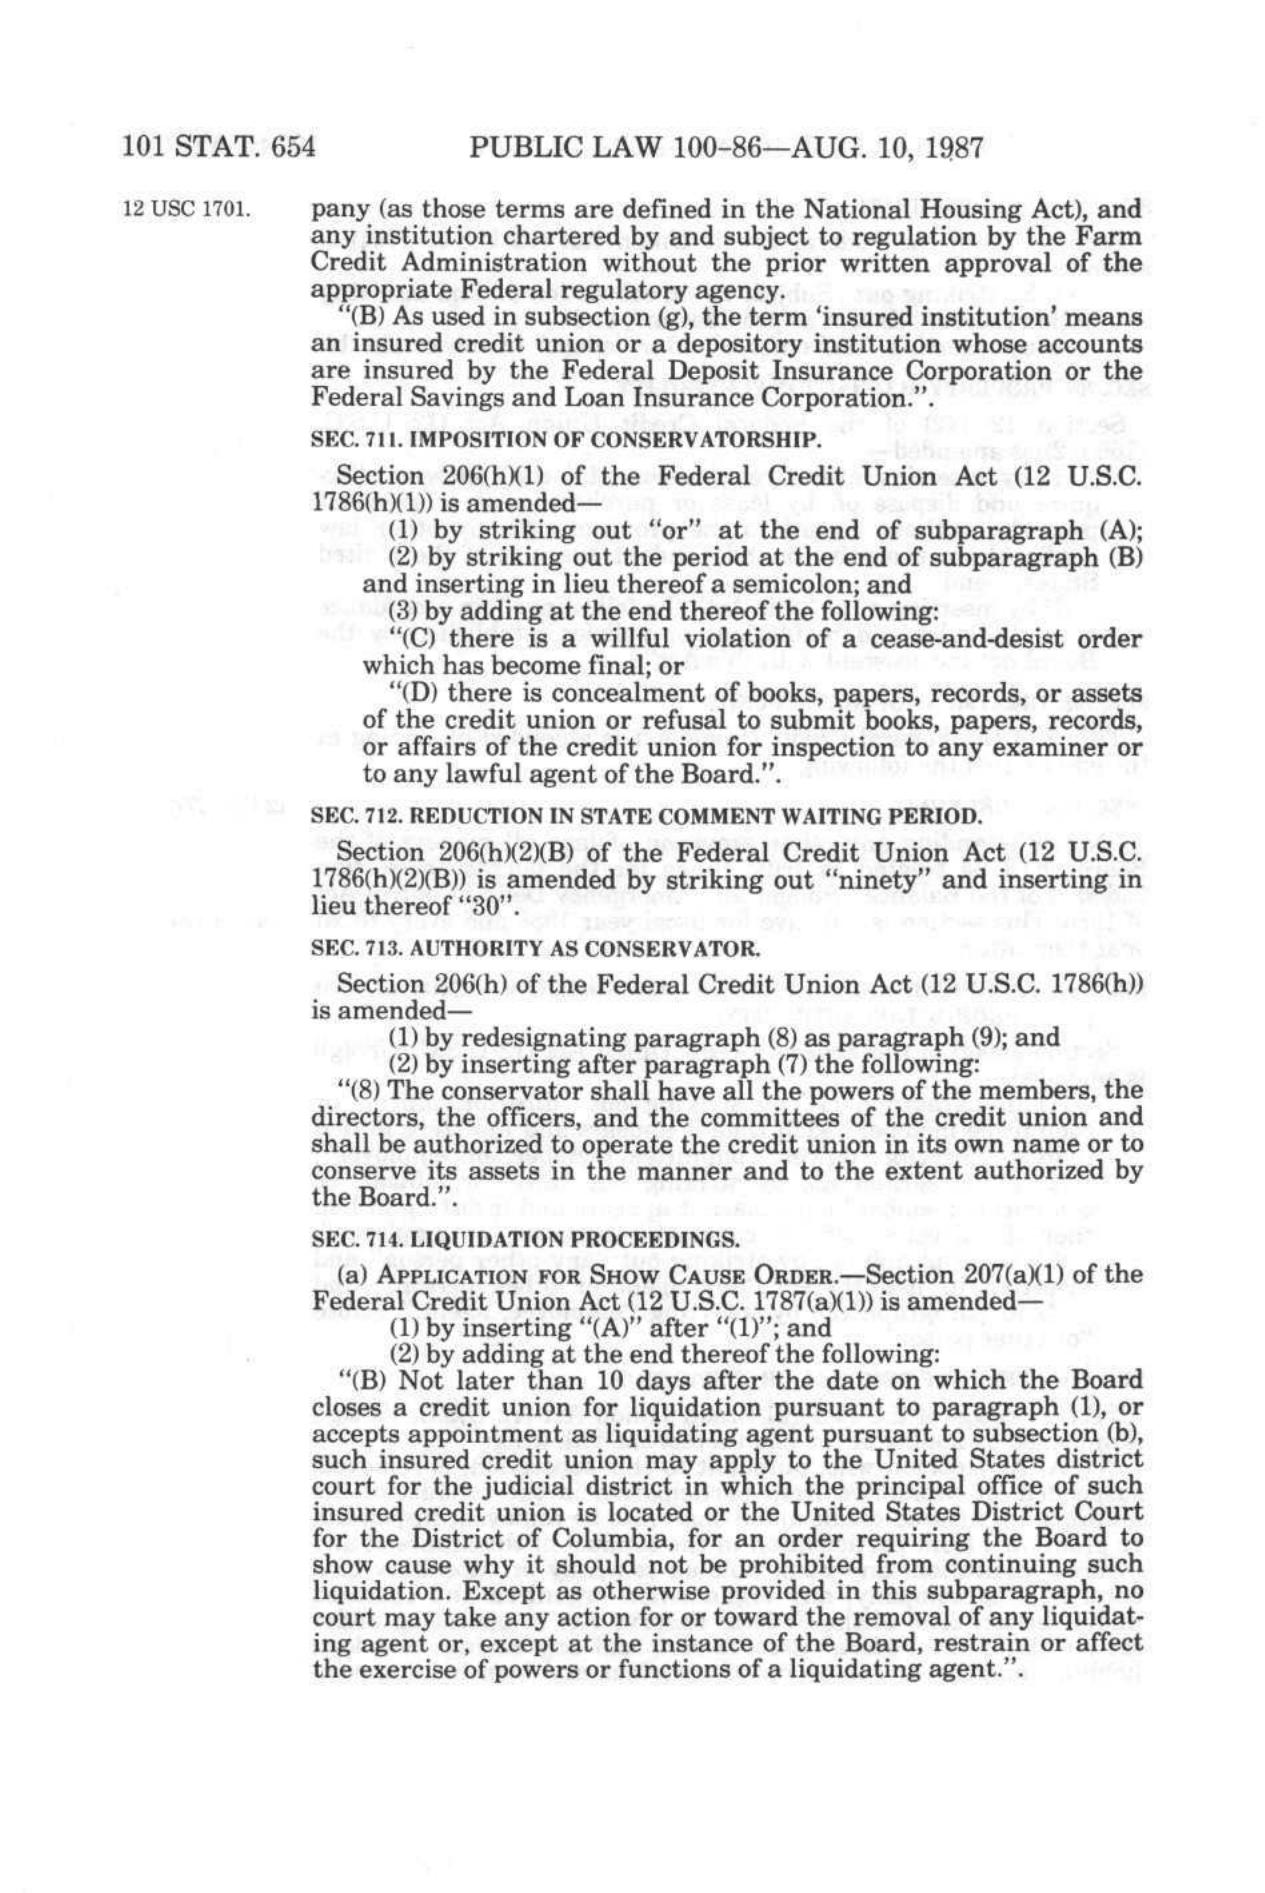 101 STAT. 654 PUBLIC LAW 100-86—AUG. 10, 1987
12 USC 1701.
pany (as those terms are defined in the National Housing Act), and
any institution chartered by and subject to regulation by the Farm
Credit Administration without the prior written approval of the
appropriate Federal regulatory agency.
“(B) As used in subsection (g), the term ‘insured institution’ means
an insured credit union or a depository institution whose accounts
are insured by the Federal Deposit Insurance Corporation or the
Federal Savings and Loan Insurance Corporation.”.
SEC. 711. IMPOSITION OF CONSERVATORSHIP.
Section 206(h)(1) of the Federal Credit Union Act (12 U.S.C.
1786(h)(1)) is amended—
(1) by striking out “or” at the end of subparagraph (A);
(2) by striking out the period at the end of subparagraph (B)
and inserting in lieu thereof a semicolon; and
(3) by adding at the end thereof the following:
“(C) there is a willful violation of a cease-and-desist order
which has become final; or
“(D) there is concealment of books, papers, records, or assets
of the credit union or refusal to submit books, papers, records,
or affairs of the credit union for inspection to any examiner or
to any lawful agent of the Board.”.
SEC. 712. REDUCTION IN STATE COMMENT WAITING PERIOD.
Section 206(h)(2)(B) of the Federal Credit Union Act (12 U.S.C.
1786(h)(2)(B)) is amended by striking out “ninety” and inserting in
lieu thereof “30”.
SEC. 713. AUTHORITY AS CONSERVATOR.
Section 206(h) of the Federal Credit Union Act (12 U.S.C. 1786(h))
is amended—
(1) by redesignating paragraph (8) as paragraph (9); and
(2) by inserting after paragraph (7) the following:
“(8) The conservator shall have all the powers of the members, the
directors, the officers, and the committees of the credit union and
shall be authorized to operate the credit union in its own name or to
conserve its assets in the manner and to the extent authorized by
the Board.”.
SEC. 714. LIQUIDATION PROCEEDINGS.
(a) APPLICATION FOR SHOW CAUSE ORDER.—Section 207(a)(1) of the
Federal Credit Union Act (12 U.S.C. 1787(a)(1)) is amended—
(1) by inserting “(A)” after “(1)”; and
(2) by adding at the end thereof the following:
“(B) Not later than 10 days after the date on which the Board
closes a credit union for liquidation pursuant to paragraph (1), or
accepts appointment as liquidating agent pursuant to subsection (b),
such insured credit union may apply to the United States district
court for the judicial district in which the principal office of such
insured credit union is located or the United States District Court
for the District of Columbia, for an order requiring the Board to
show cause why it should not be prohibited from continuing such
liquidation. Except as otherwise provided in this subparagraph, no
court may take any action for or toward the removal of any liquidat-
ing agent or, except at the instance of the Board, restrain or affect
the exercise of powers or functions of a liquidating agent.”.